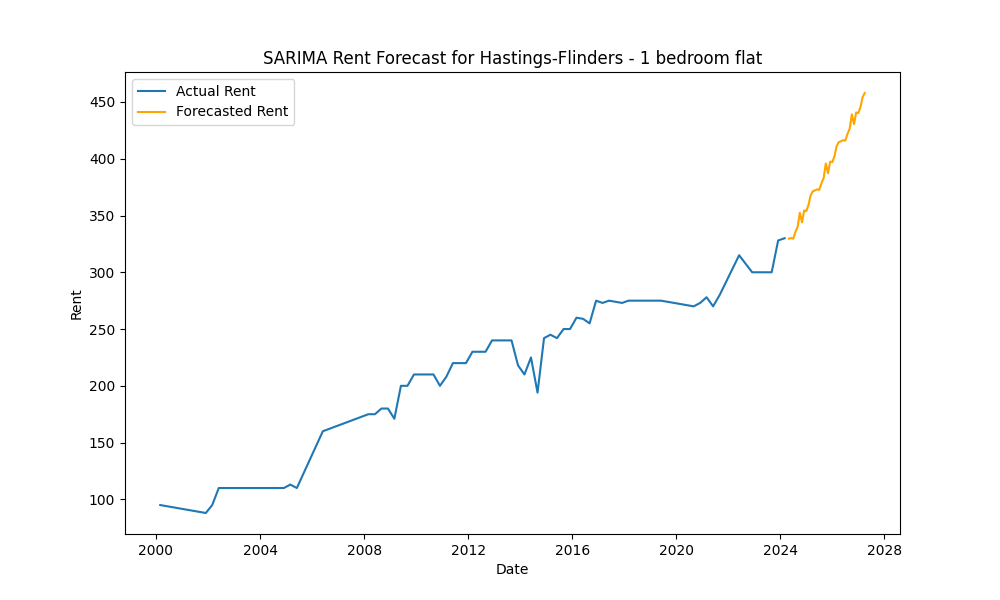 SARIMA Rent Forecast for Hastings-Flinders - 1 bedroom flat
Actual Rent
Forecasted Rent
450
400
350
300
250
200
150
100
Rent
2000 2004 2008 2012 2016 2020 2024 2028
Date